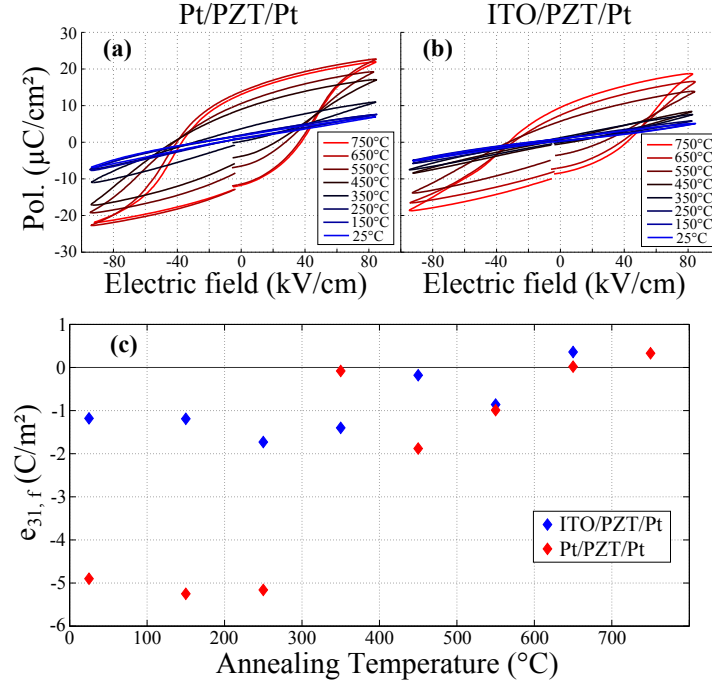 Pt/PZT/Pt
ITO/PZT/Pt
(a)
(b)
Pol. (µC/cm²)
30
20
10
0
-10
-20
-30
750°C
650°C
550°C
450°C
350°C
250°C
150°C
25°C
750°C
650°C
550°C
450°C
350°C
250°C
150°C
25°C
-80 -40 0 40 80
-80 -40 0 40 80
Electric field (kV/cm)
Electric field (kV/cm)
(c)
e31, f (C/m²)
1
0
-1
-2
-3
-4
-5
-6
ITO/PZT/Pt
Pt/PZT/Pt
0 100 200 300 400 500 600 700
Annealing Temperature (°C)